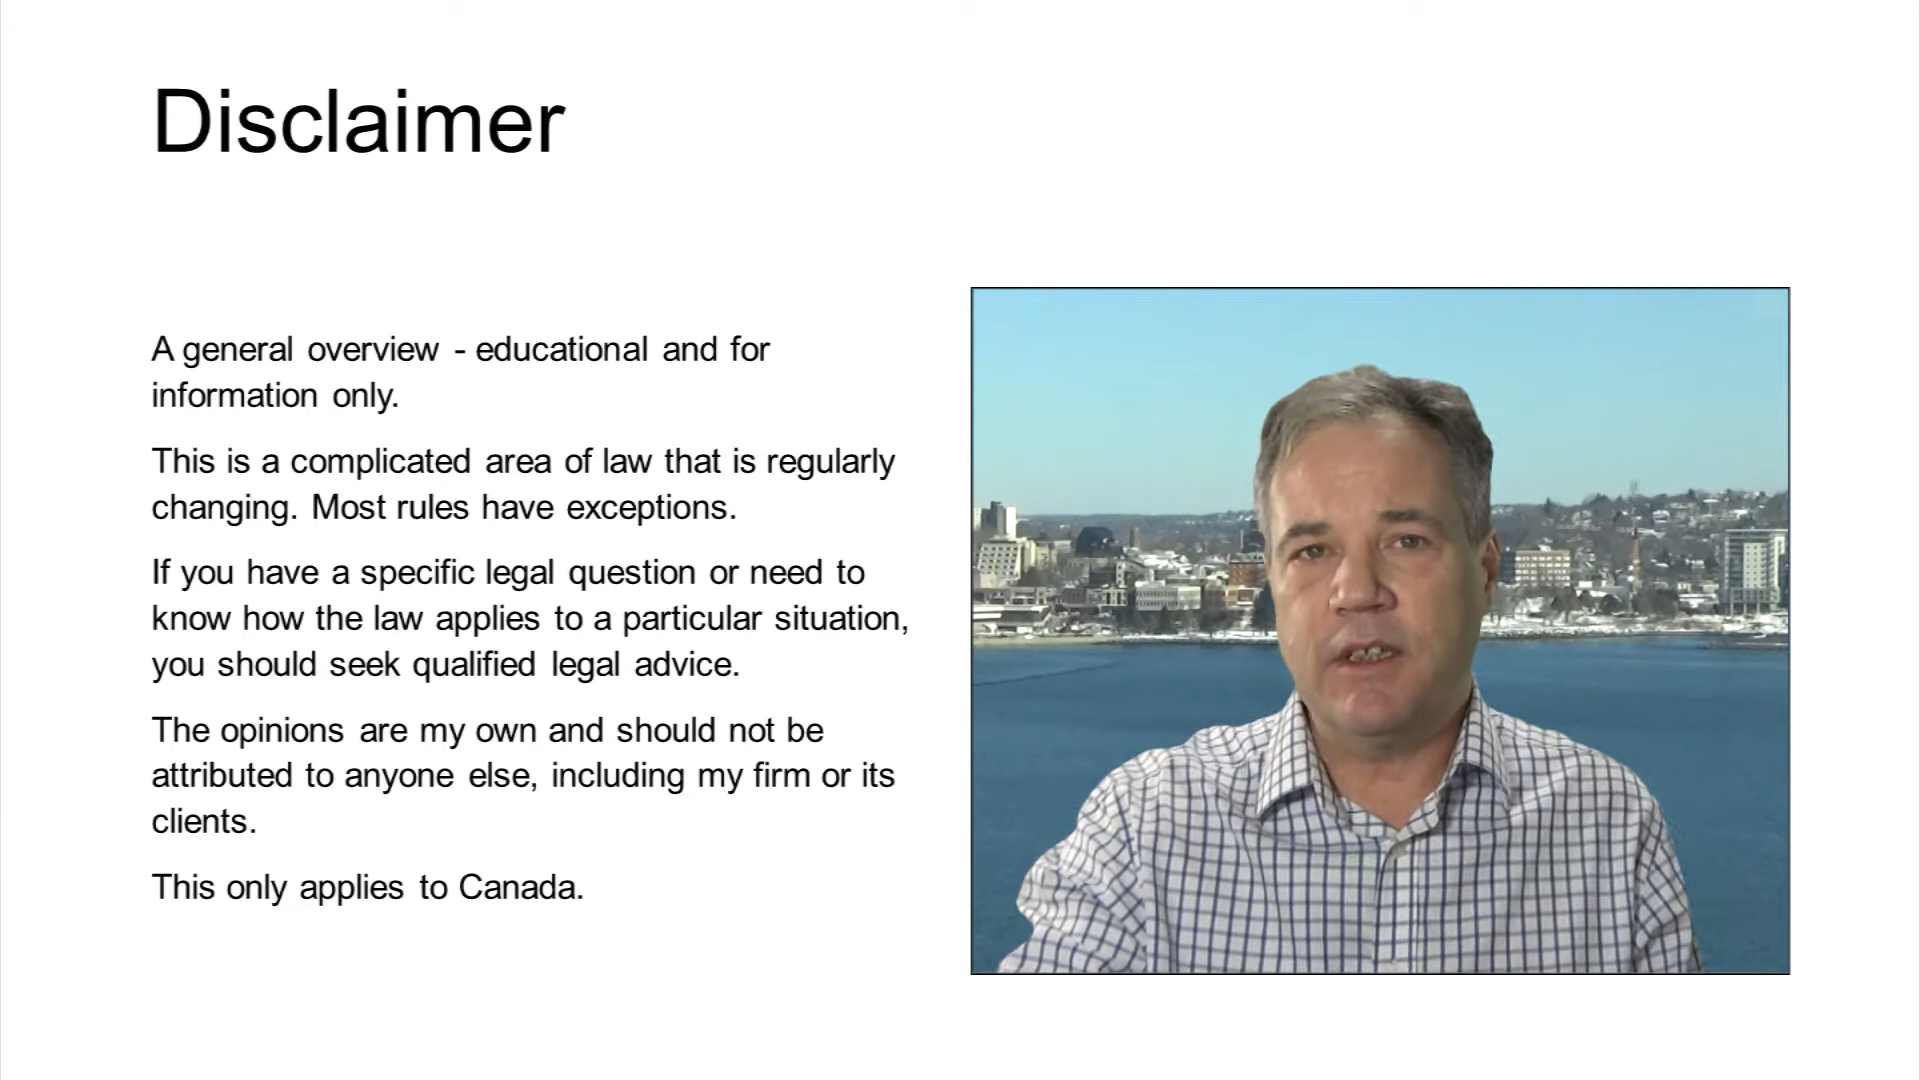 Disclaimer
A general overview - educational and for
information only.
This is a complicated area of law that is regularly
changing. Most rules have exceptions.
If you have a specific legal question or need to
know how the law applies to a particular situation,
you should seek qualified legal advice.
The opinions are my own and should not be
attributed to anyone else, including my firm or its
clients.
This only applies to Canada.